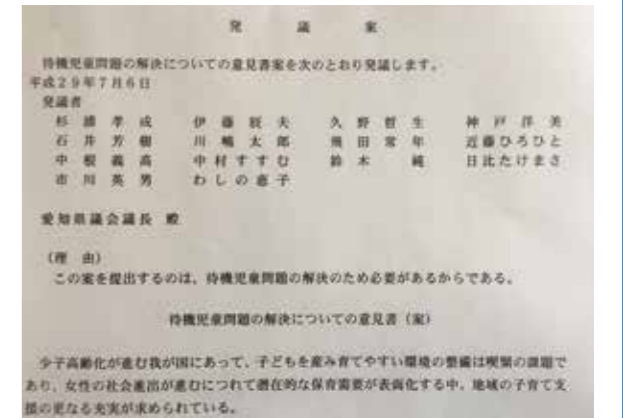 発議案
待機児童問題の解決についての意見書案を次のとおり発議します。
平成29年7月6日
発議者
杉浦孝成 伊藤辰夫 久野哲生 神戸洋美
石井芳樹 川嶋太郎 飛田常年 近藤ひろひと
中根義高 中村すすむ 鈴木純 日比たけまさ
市川英男 わしの恵子
愛知県議会議長 殿
(理由)
この案を提出するのは、待機児童問題の解決のため必要があるからである。
待機児童問題の解決についての意見書(案)
少子高齢化が進む我が国にあって、子どもを産み育てやすい環境の整備は喫緊の課題で
あり、女性の社会進出が進むにつれて潜在的な保育需要が表面化する中、地域の子育て支
援の更なる充実が求められている。